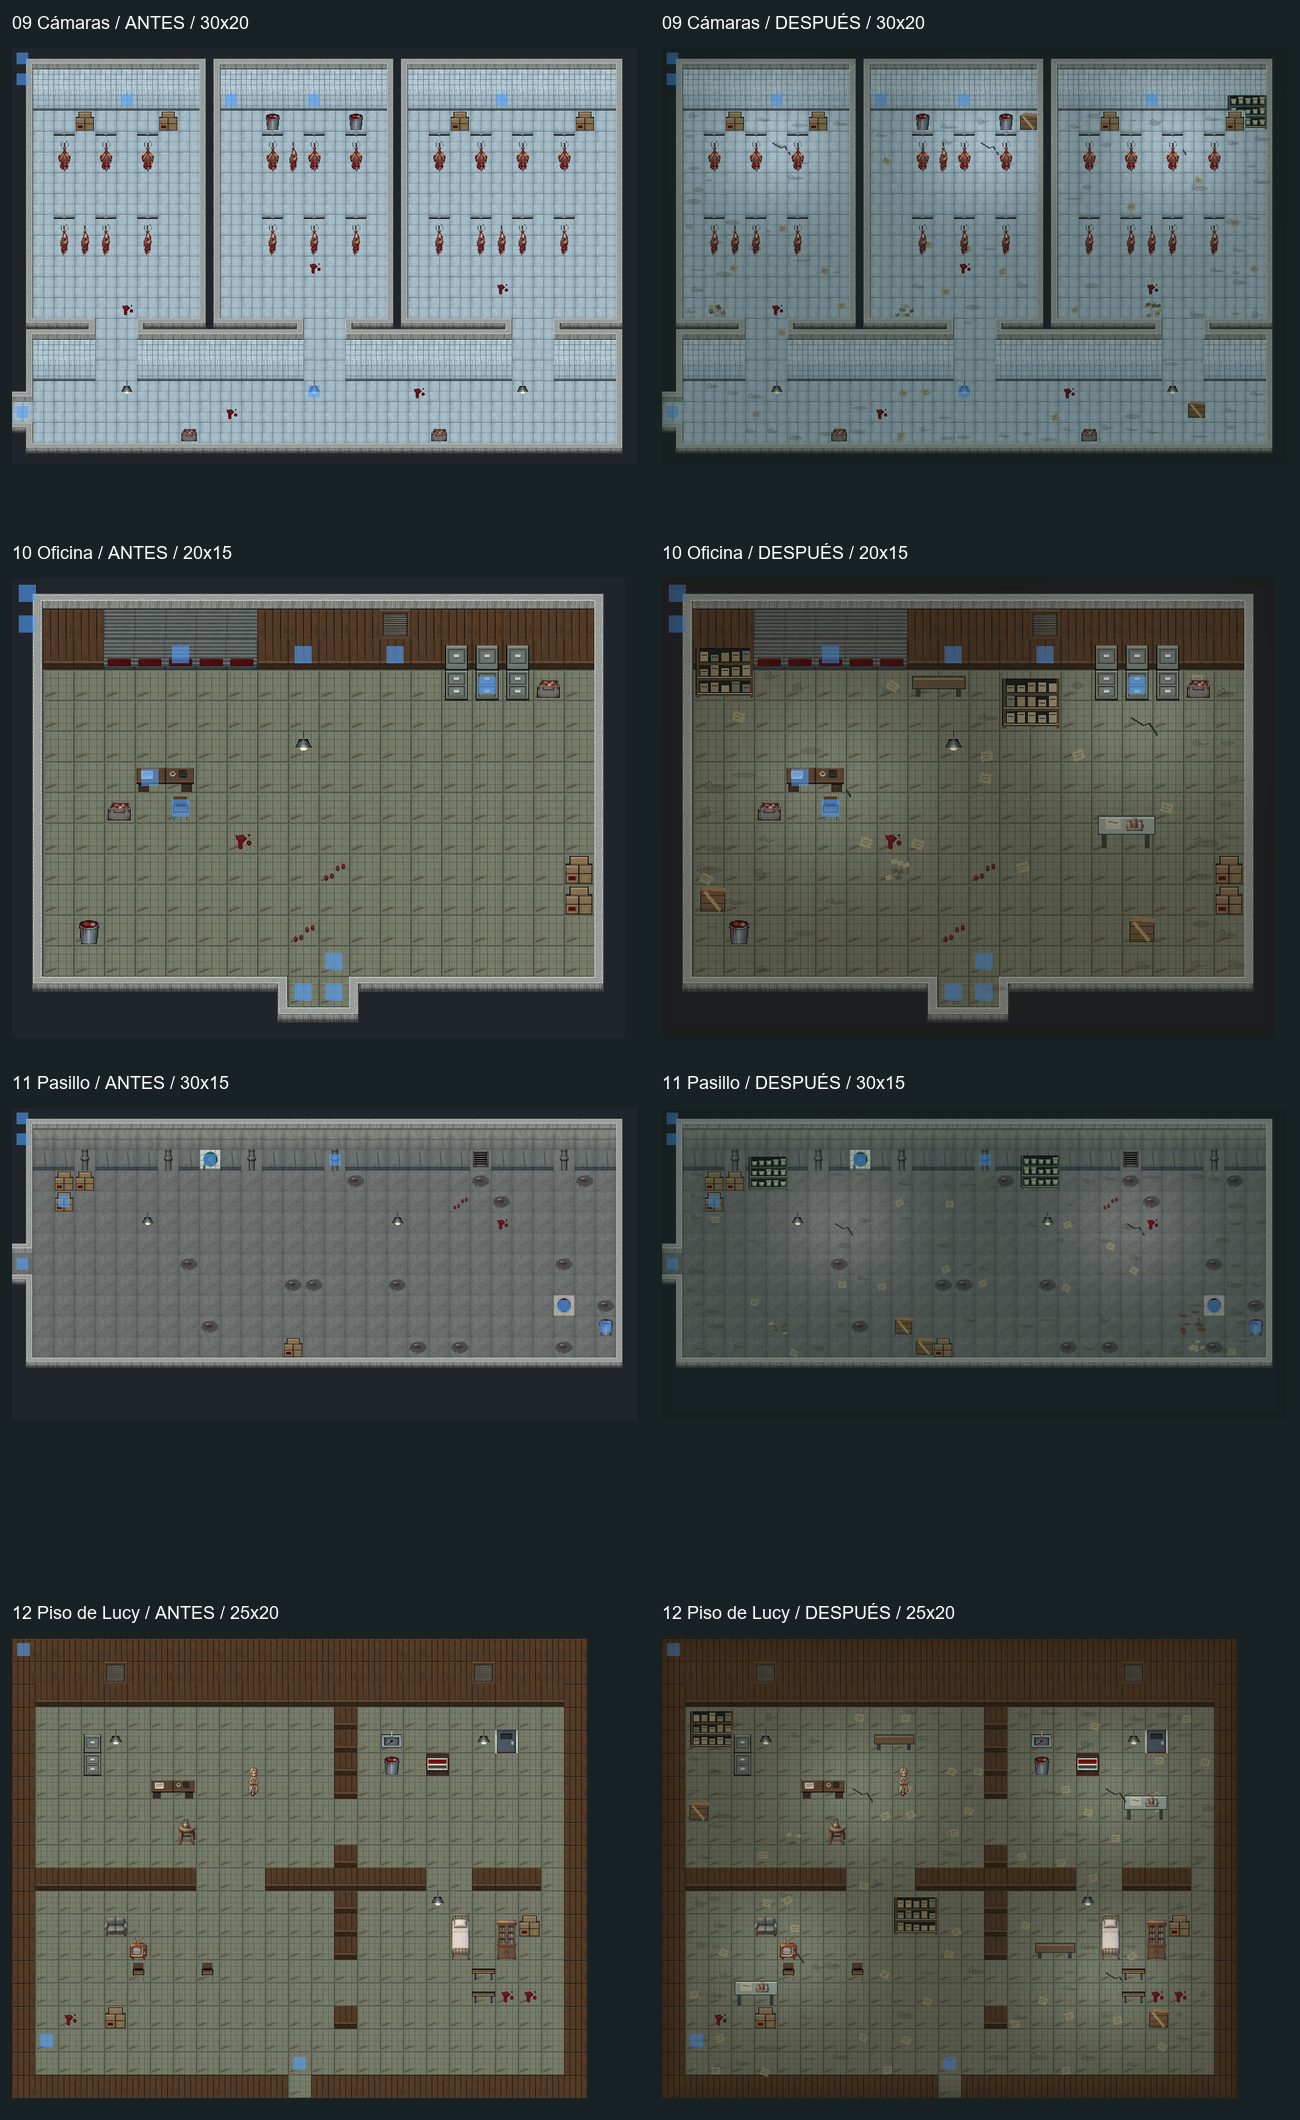 09 Cámaras / ANTES / 30x20
09 Cámaras / DESPUÉS / 30x20
10 Oficina / ANTES / 20x15
10 Oficina / DESPUÉS / 20x15
11 Pasillo / ANTES / 30x15
11 Pasillo / DESPUÉS / 30x15
12 Piso de Lucy / ANTES / 25x20
12 Piso de Lucy / DESPUÉS / 25x20